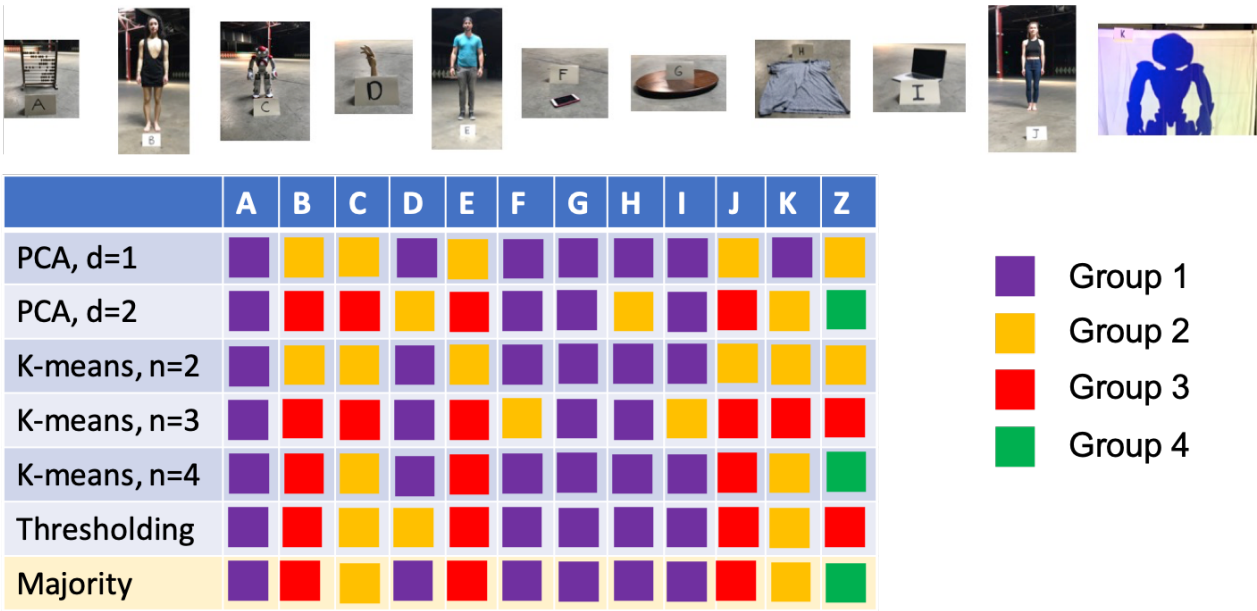 A
B
C
D
E
F
G
H
I
J
K
A B C D E F G H I J K Z
PCA, d=1
PCA, d=2
K-means, n=2
K-means, n=3
K-means, n=4
Thresholding
Majority
Group 1
Group 2
Group 3
Group 4